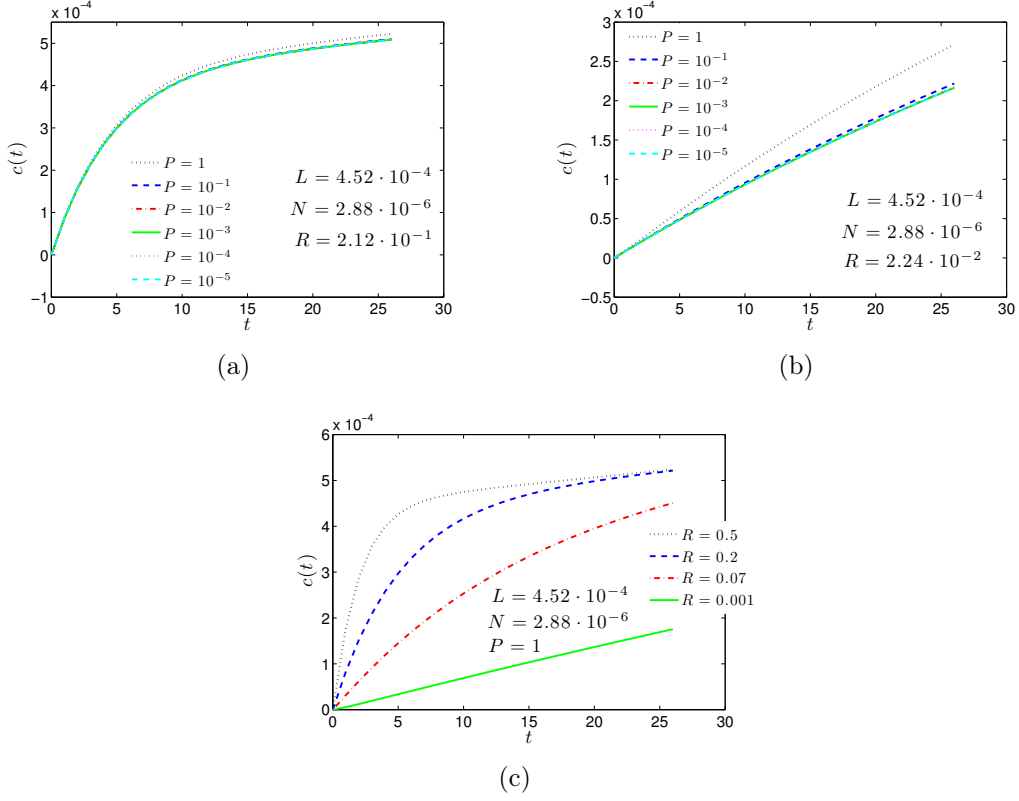 x 10⁻⁴
5
4
3
2
1
0
−1
0 5 10 15 20 25 30
c(t)
t
P = 1
P = 10⁻¹
P = 10⁻²
P = 10⁻³
P = 10⁻⁴
P = 10⁻⁵
L = 4.52 · 10⁻⁴
N = 2.88 · 10⁻⁶
R = 2.12 · 10⁻¹
(a)
x 10⁻⁴
3
2.5
2
1.5
1
0.5
0
−0.5
0 5 10 15 20 25 30
c(t)
t
P = 1
P = 10⁻¹
P = 10⁻²
P = 10⁻³
P = 10⁻⁴
P = 10⁻⁵
L = 4.52 · 10⁻⁴
N = 2.88 · 10⁻⁶
R = 2.24 · 10⁻²
(b)
x 10⁻⁴
6
5
4
3
2
1
0
0 5 10 15 20 25 30
c(t)
t
R = 0.5
R = 0.2
R = 0.07
R = 0.001
L = 4.52 · 10⁻⁴
N = 2.88 · 10⁻⁶
P = 1
(c)